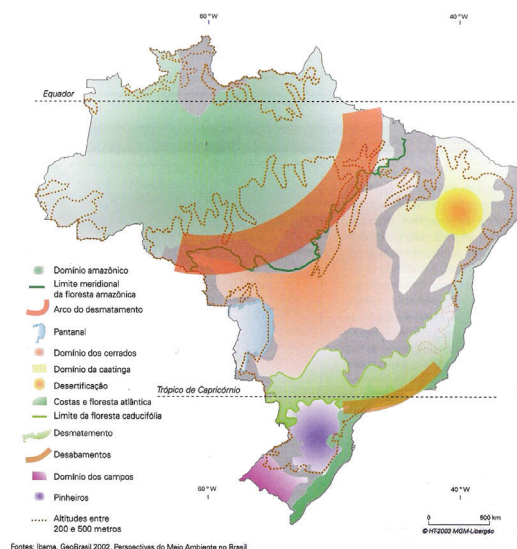 60° W
40° W
Equador
Domínio amazônico
Limite meridional
da floresta amazônica
Arco do desmatamento
Pantanal
Domínio dos cerrados
Domínio da caatinga
Desertificação
Costas e floresta atlântica
Limite da floresta caducifólia
Desmatamento
Desabamentos
Domínio dos campos
Pinheiros
Altitudes entre
200 e 500 metros
Trópico de Capricórnio
60° W
40° W
0 500 km
© HT2003 MGM-Libergéo
Fontes: Ibama, GeoBrasil 2002, Perspectivas do Meio Ambiente no Brasil